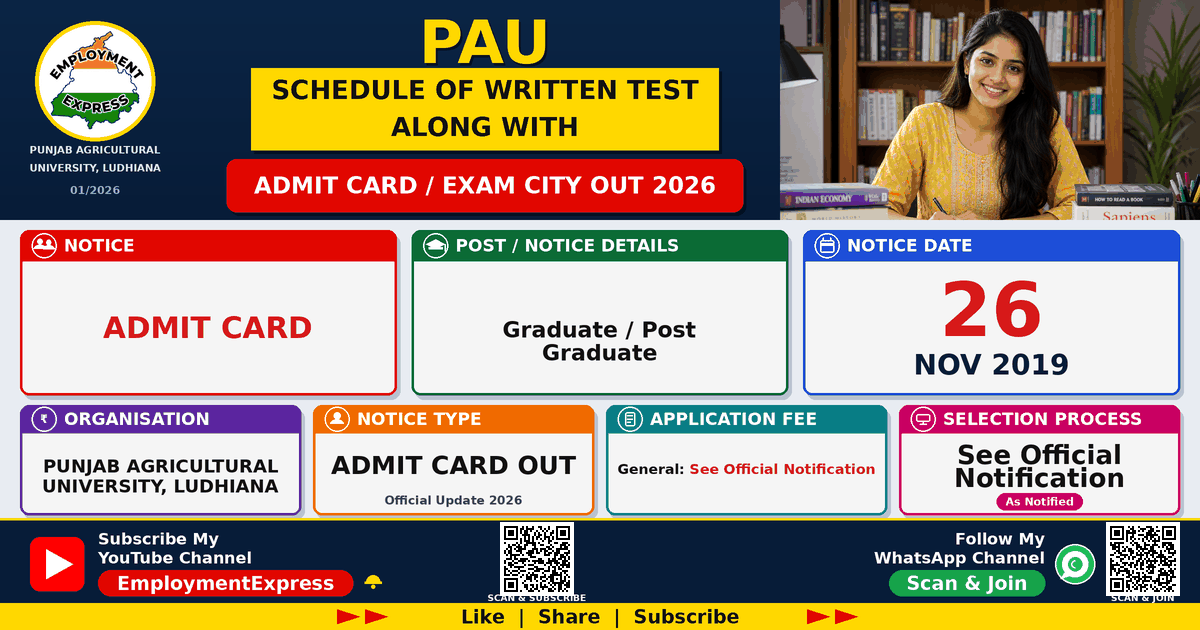 EMPLOYMENT
EXPRESS
PUNJAB AGRICULTURAL
UNIVERSITY, LUDHIANA
01/2026
PAU
SCHEDULE OF WRITTEN TEST
ALONG WITH
ADMIT CARD / EXAM CITY OUT 2026
INDIAN ECONOMY
HOW TO READ A BOOK
Sapiens
NOTICE
ADMIT CARD
POST / NOTICE DETAILS
Graduate / Post
Graduate
NOTICE DATE
26
NOV 2019
₹ ORGANISATION
PUNJAB AGRICULTURAL
UNIVERSITY, LUDHIANA
NOTICE TYPE
ADMIT CARD OUT
Official Update 2026
APPLICATION FEE
General: See Official Notification
SELECTION PROCESS
See Official
Notification
As Notified
Subscribe My
YouTube Channel
EmploymentExpress
SCAN & SUBSCRIBE
Follow My
WhatsApp Channel
Scan & Join
SCAN & JOIN
Like | Share | Subscribe